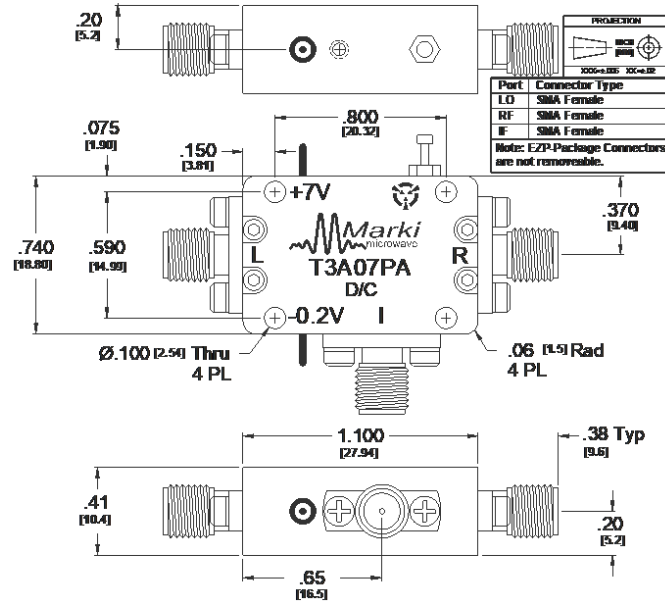 .20
[5.2]
PROJECTION
INCH
[MM]
XXX=±.005 XX=±.02
Port Connector Type
LO SMA Female
RF SMA Female
IF SMA Female
Note: EZP-Package Connectors
are not removeable.
.075
[1.90]
.150
[3.81]
.800
[20.32]
+7V
.740
[18.80]
.590
[14.99]
.370
[9.40]
L
Marki
microwave
R
T3A07PA
D/C
-0.2V I
Ø.100 [2.54] Thru
4 PL
.06 [1.5] Rad
4 PL
1.100
[27.94]
.38 Typ
[9.6]
.41
[10.4]
.20
[5.2]
.65
[16.5]